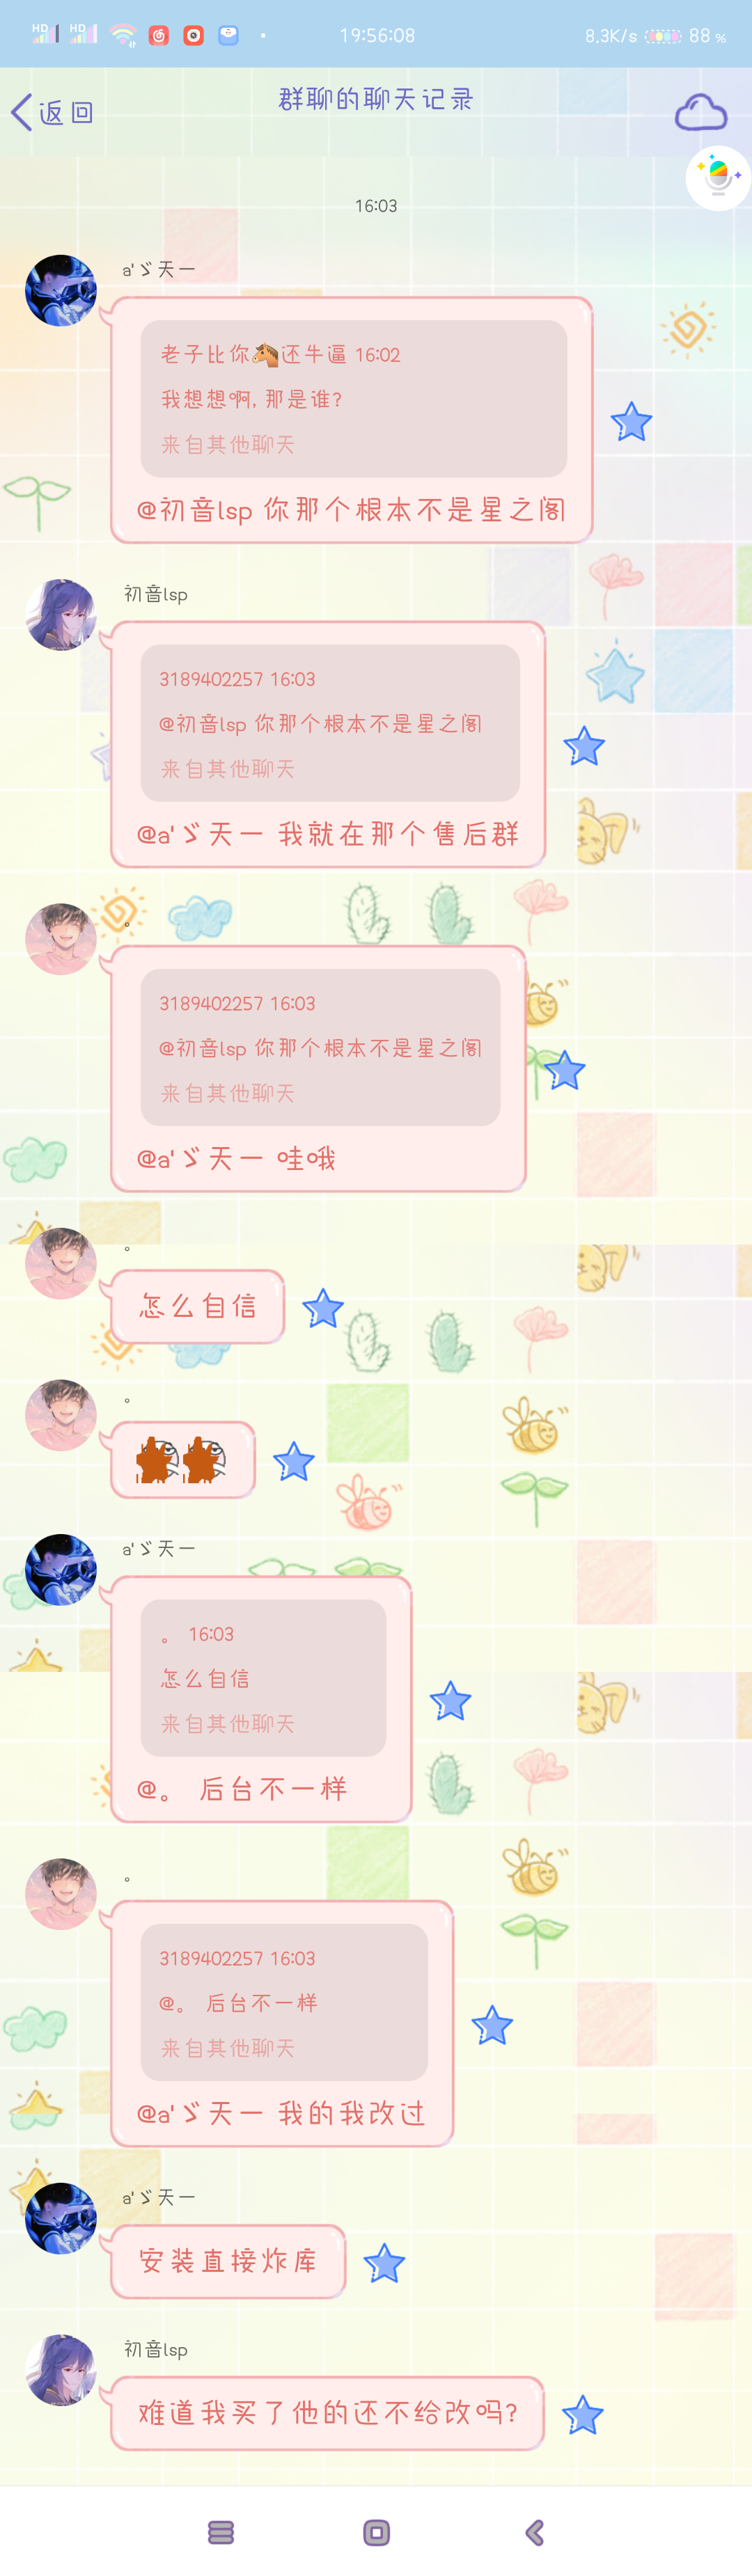 HD HD 19:56:08 8.3K/s 88 %
返回 群聊的聊天记录
16:03
a'ゞ天一
老子比你🐴还牛逼 16:02
我想想啊, 那是谁?
来自其他聊天
@初音lsp 你那个根本不是星之阁
初音lsp
3189402257 16:03
@初音lsp 你那个根本不是星之阁
来自其他聊天
@a'ゞ天一 我就在那个售后群
。
3189402257 16:03
@初音lsp 你那个根本不是星之阁
来自其他聊天
@a'ゞ天一 哇哦
。
怎么自信
。
a'ゞ天一
。 16:03
怎么自信
来自其他聊天
@。 后台不一样
。
3189402257 16:03
@。 后台不一样
来自其他聊天
@a'ゞ天一 我的我改过
a'ゞ天一
安装直接炸库
初音lsp
难道我买了他的还不给改吗?